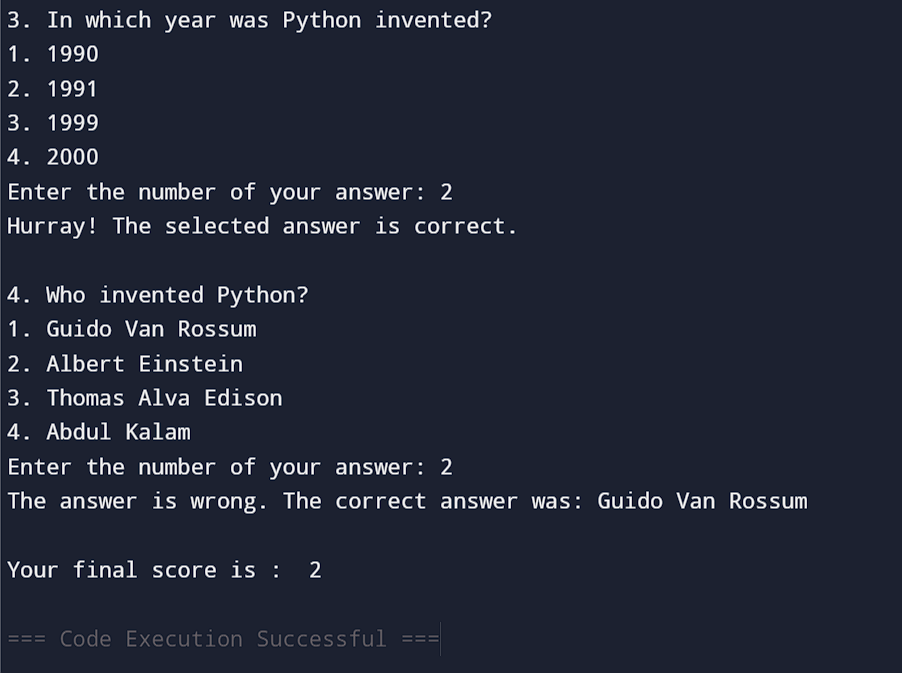 3. In which year was Python invented?
1. 1990
2. 1991
3. 1999
4. 2000
Enter the number of your answer: 2
Hurray! The selected answer is correct.
4. Who invented Python?
1. Guido Van Rossum
2. Albert Einstein
3. Thomas Alva Edison
4. Abdul Kalam
Enter the number of your answer: 2
The answer is wrong. The correct answer was: Guido Van Rossum
Your final score is :  2
=== Code Execution Successful ===